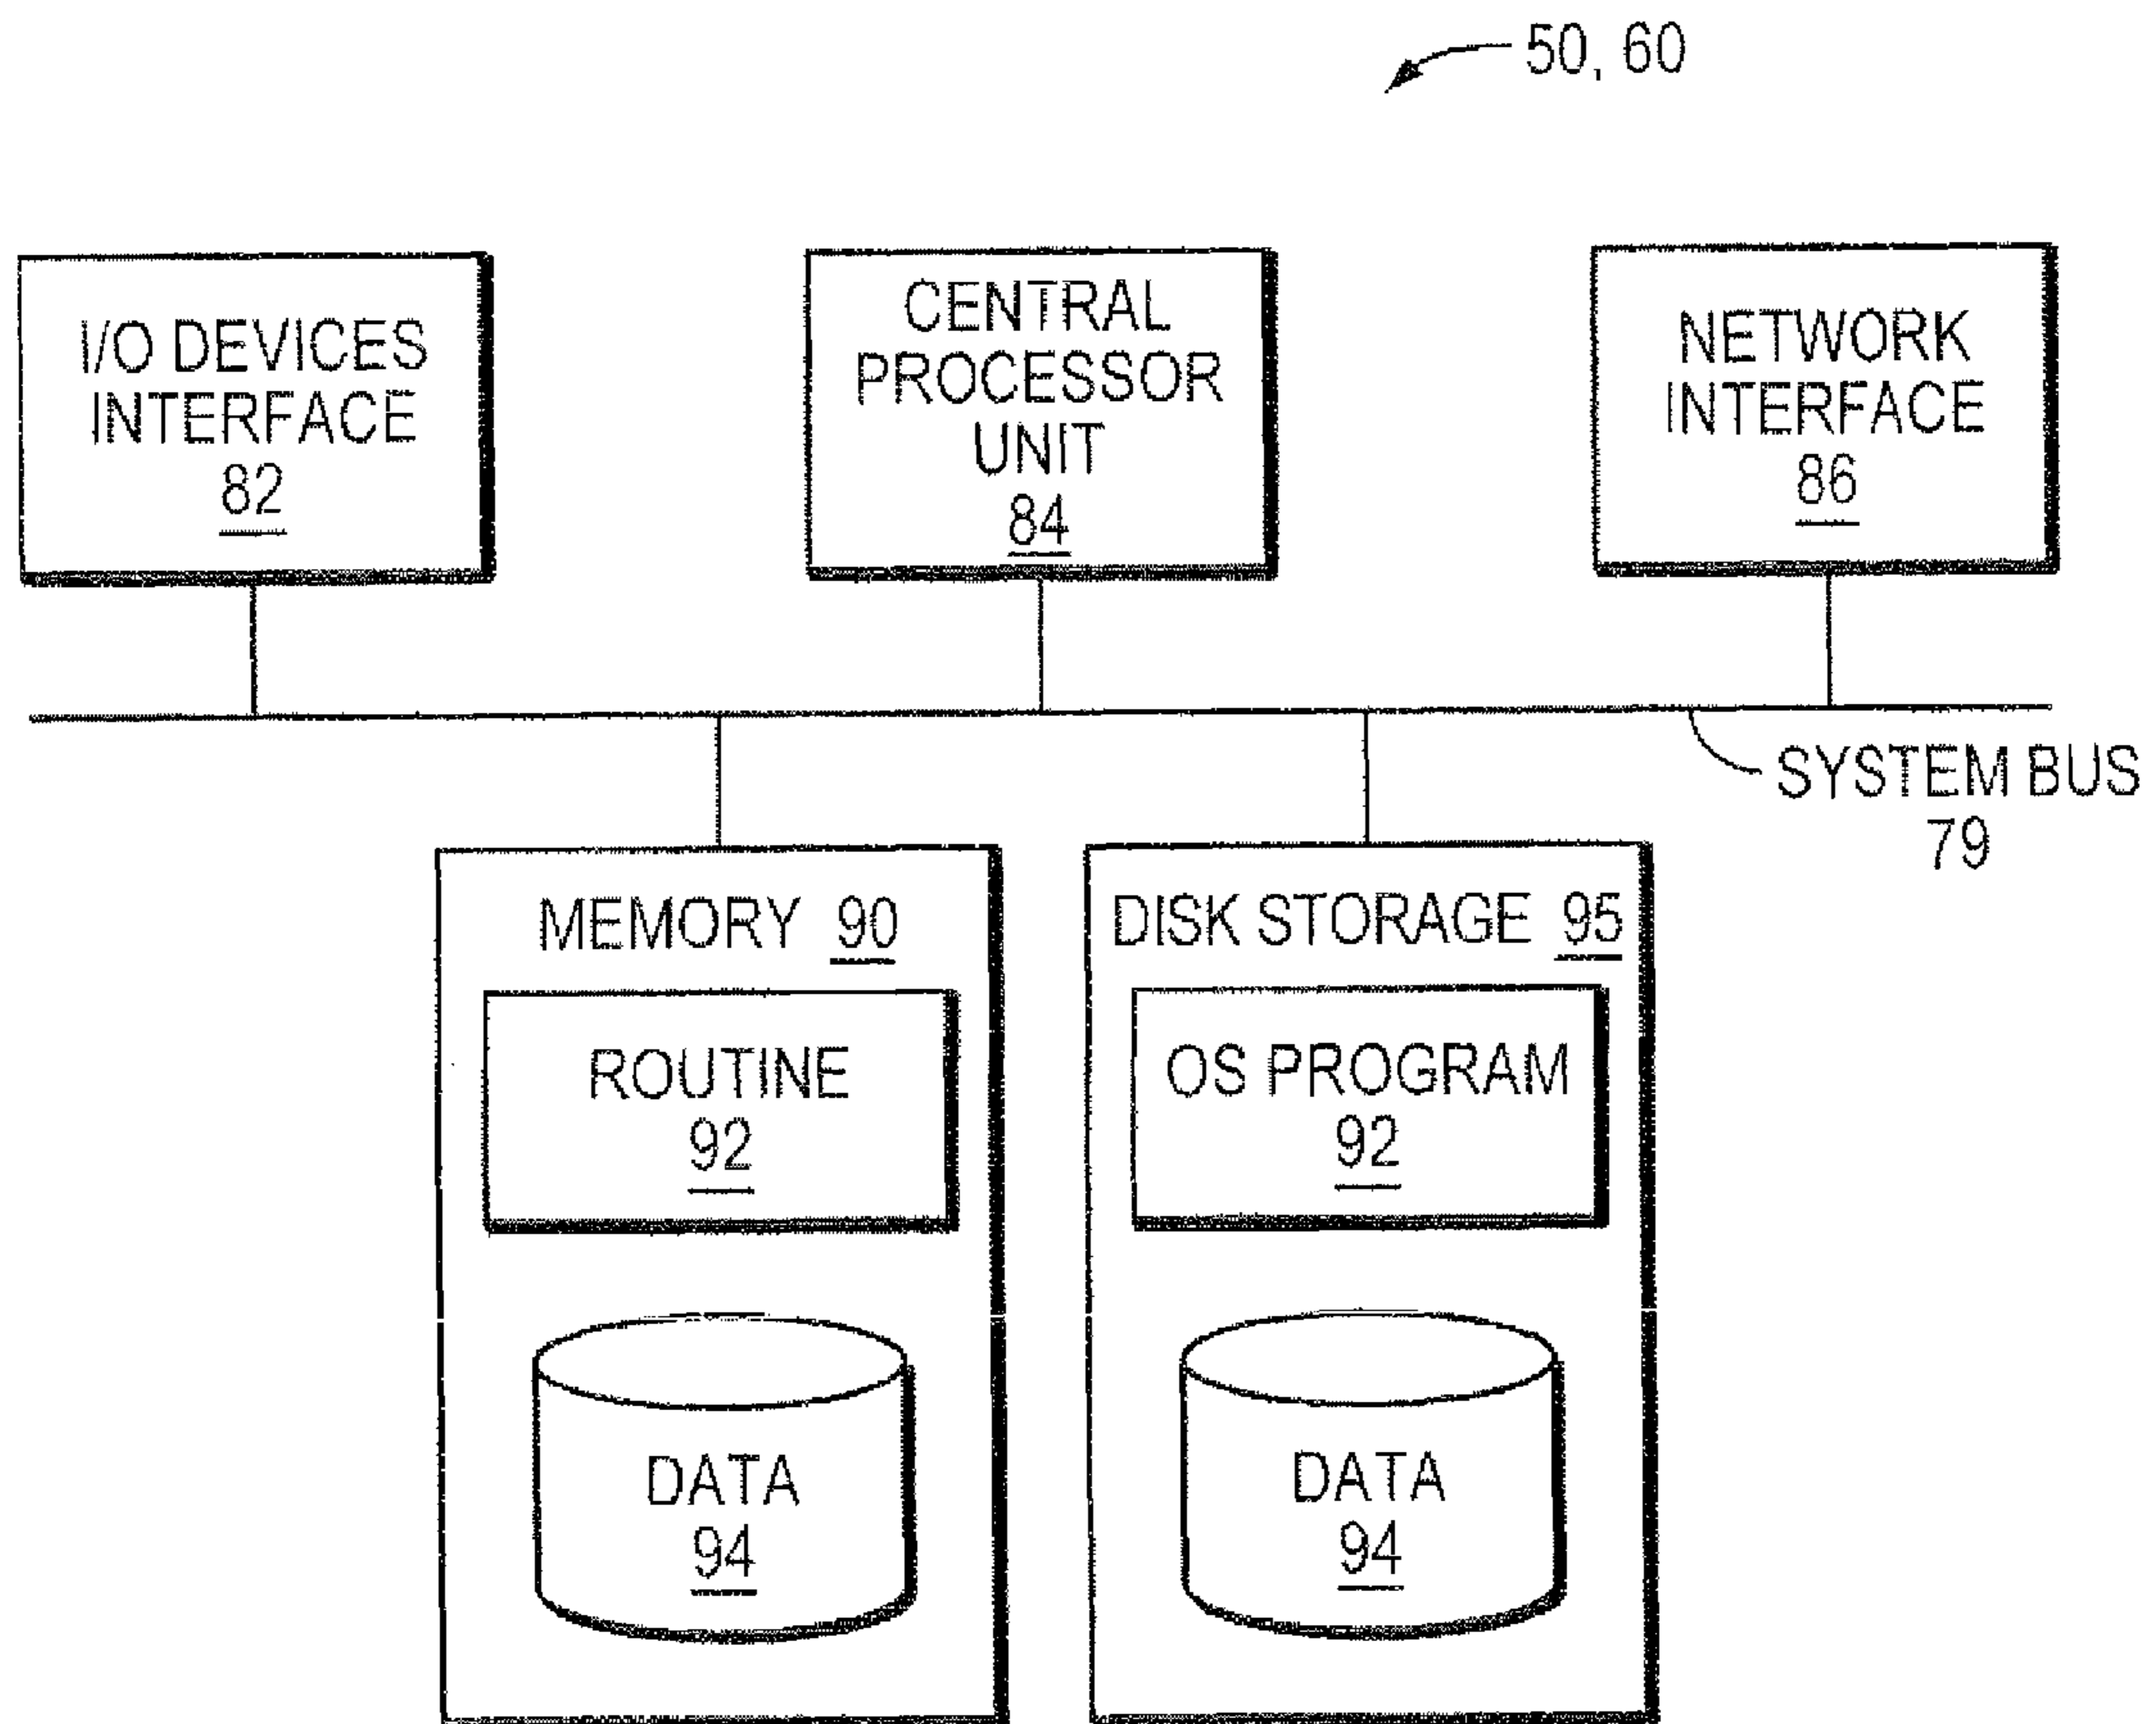 50, 60
I/O DEVICES
INTERFACE
82
CENTRAL
PROCESSOR
UNIT
84
NETWORK
INTERFACE
86
SYSTEM BUS
79
MEMORY 90
ROUTINE
92
DATA
94
DISK STORAGE 95
OS PROGRAM
92
DATA
94